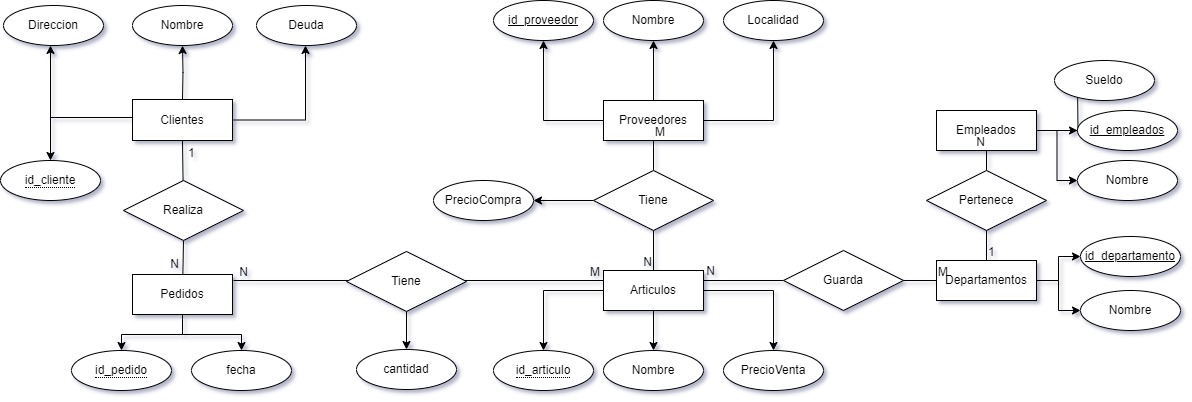 Direccion
Nombre
Deuda
id_proveedor
Nombre
Localidad
Clientes
Proveedores
M
Sueldo
Empleados
N
id_empleados
1
id_cliente
Nombre
Realiza
PrecioCompra
Tiene
Pertenece
N
N
M
N
N
1
id_departamento
Pedidos
Tiene
Articulos
Guarda
M
Departamentos
Nombre
id_pedido
fecha
cantidad
id_articulo
Nombre
PrecioVenta